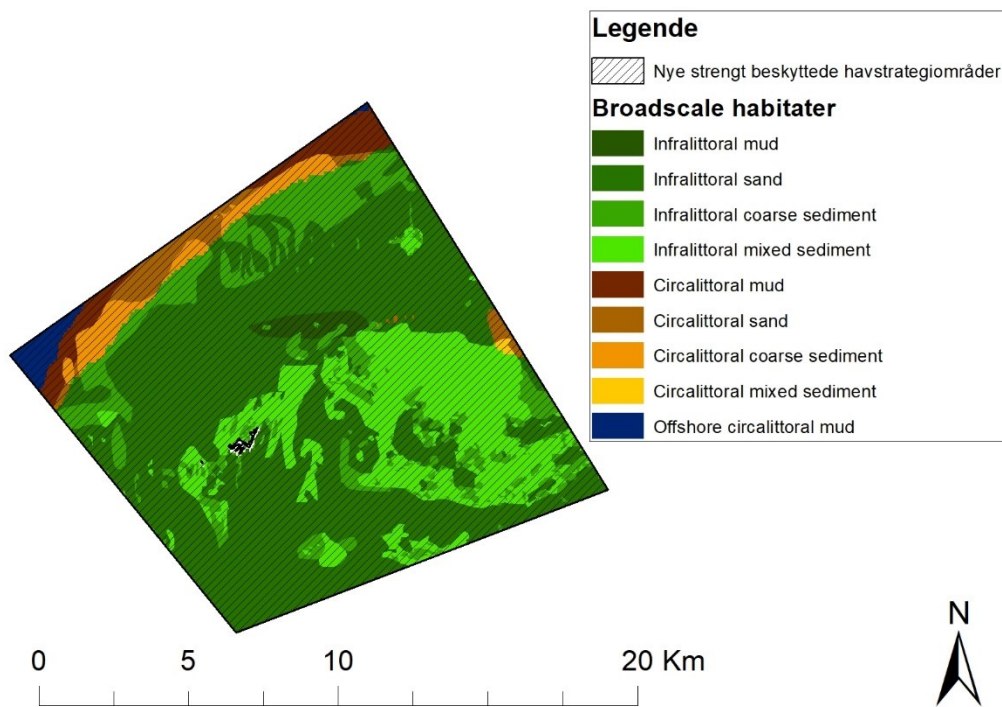 Legende
Nye strengt beskyttede havstrategiområder
Broadscale habitater
Infralittoral mud
Infralittoral sand
Infralittoral coarse sediment
Infralittoral mixed sediment
Circalittoral mud
Circalittoral sand
Circalittoral coarse sediment
Circalittoral mixed sediment
Offshore circalittoral mud
N
0 5 10 20 Km